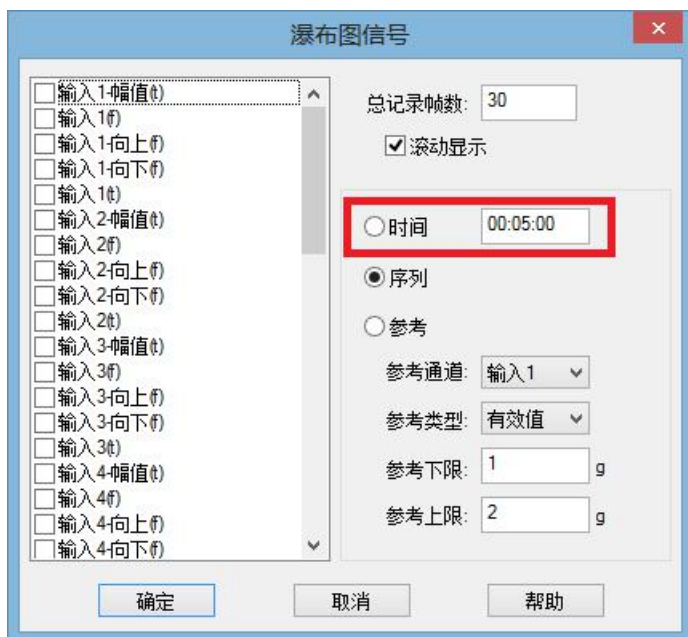 瀑布图信号
输入1-幅值(t)
输入1(f)
输入1-向上(f)
输入1-向下(f)
输入1(t)
输入2-幅值(t)
输入2(f)
输入2-向上(f)
输入2-向下(f)
输入2(t)
输入3-幅值(t)
输入3(f)
输入3-向上(f)
输入3-向下(f)
输入3(t)
输入4-幅值(t)
输入4(f)
输入4-向上(f)
输入4-向下(f)
总记录帧数: 30
滚动显示
时间 00:05:00
序列
参考
参考通道: 输入1
参考类型: 有效值
参考下限: 1 g
参考上限: 2 g
确定 取消 帮助